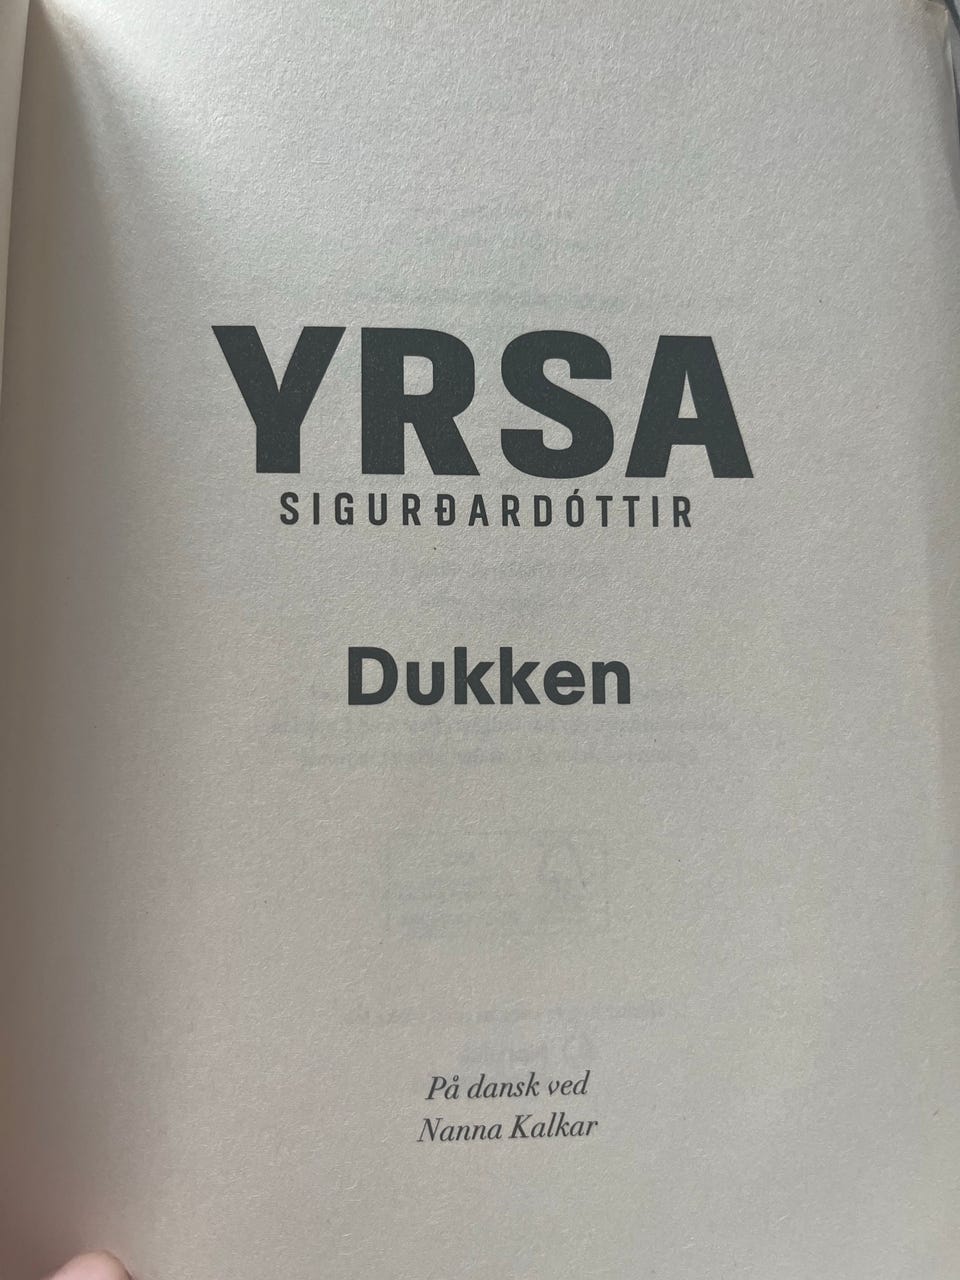 YRSA
SIGURÐARDÓTTIR
Dukken
På dansk ved
Nanna Kalkar